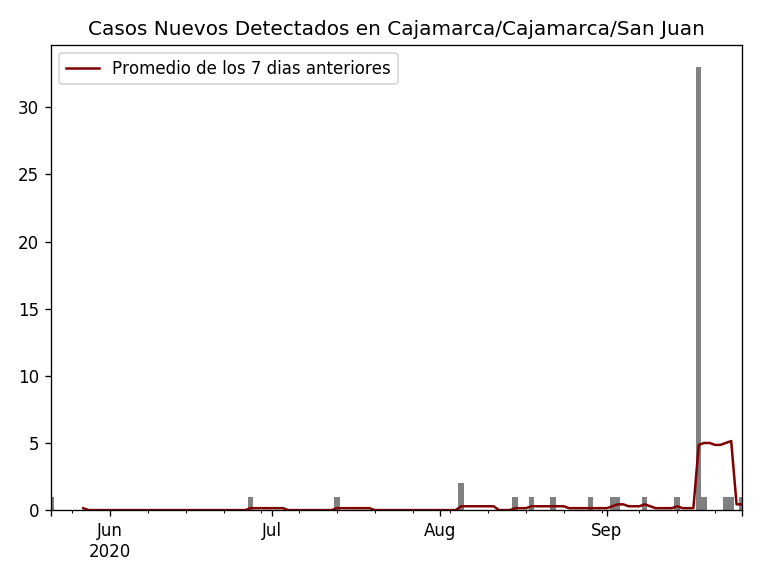 Casos Nuevos Detectados en Cajamarca/Cajamarca/San Juan
Promedio de los 7 dias anteriores
30
25
20
15
10
5
0
Jun Jul Aug Sep
2020